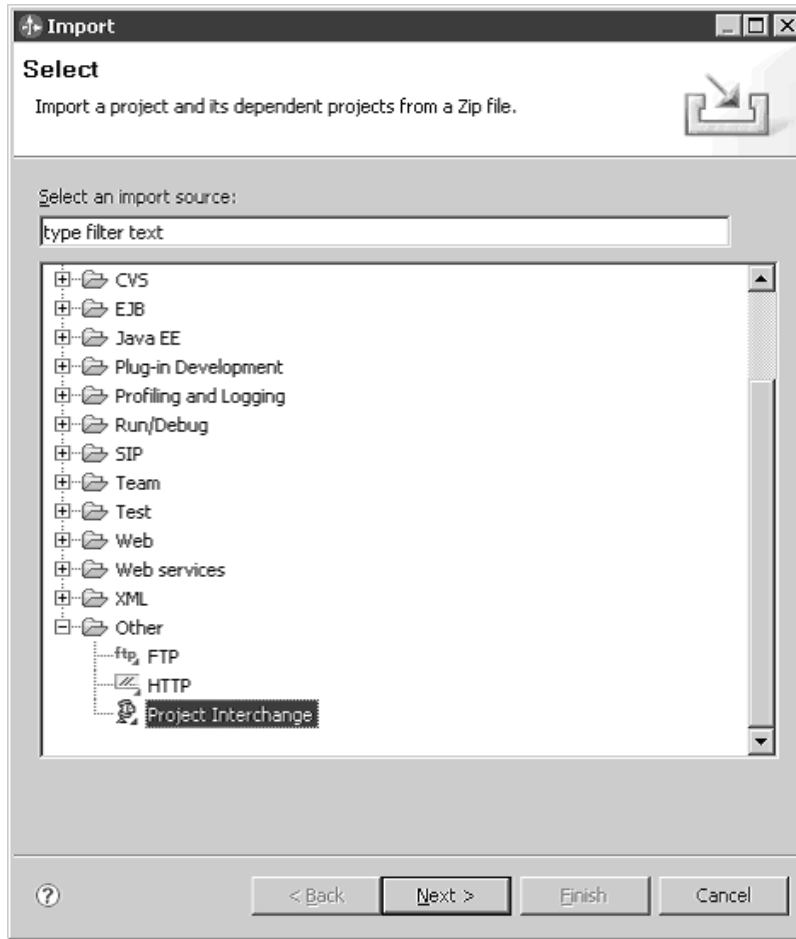 Import
Select
Import a project and its dependent projects from a Zip file.
Select an import source:
type filter text
CVS
EJB
Java EE
Plug-in Development
Profiling and Logging
Run/Debug
SIP
Team
Test
Web
Web services
XML
Other
ftp FTP
HTTP
Project Interchange
? < Back Next > Finish Cancel